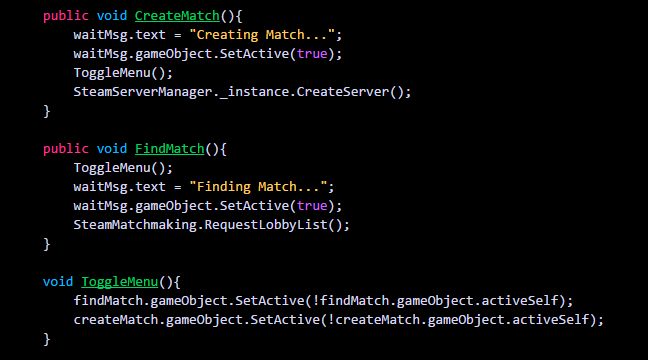 public void CreateMatch(){
waitMsg.text = "Creating Match...";
waitMsg.gameObject.SetActive(true);
ToggleMenu();
SteamServerManager._instance.CreateServer();
}
public void FindMatch(){
ToggleMenu();
waitMsg.text = "Finding Match...";
waitMsg.gameObject.SetActive(true);
SteamMatchmaking.RequestLobbyList();
}
void ToggleMenu(){
findMatch.gameObject.SetActive(!findMatch.gameObject.activeSelf);
createMatch.gameObject.SetActive(!createMatch.gameObject.activeSelf);
}